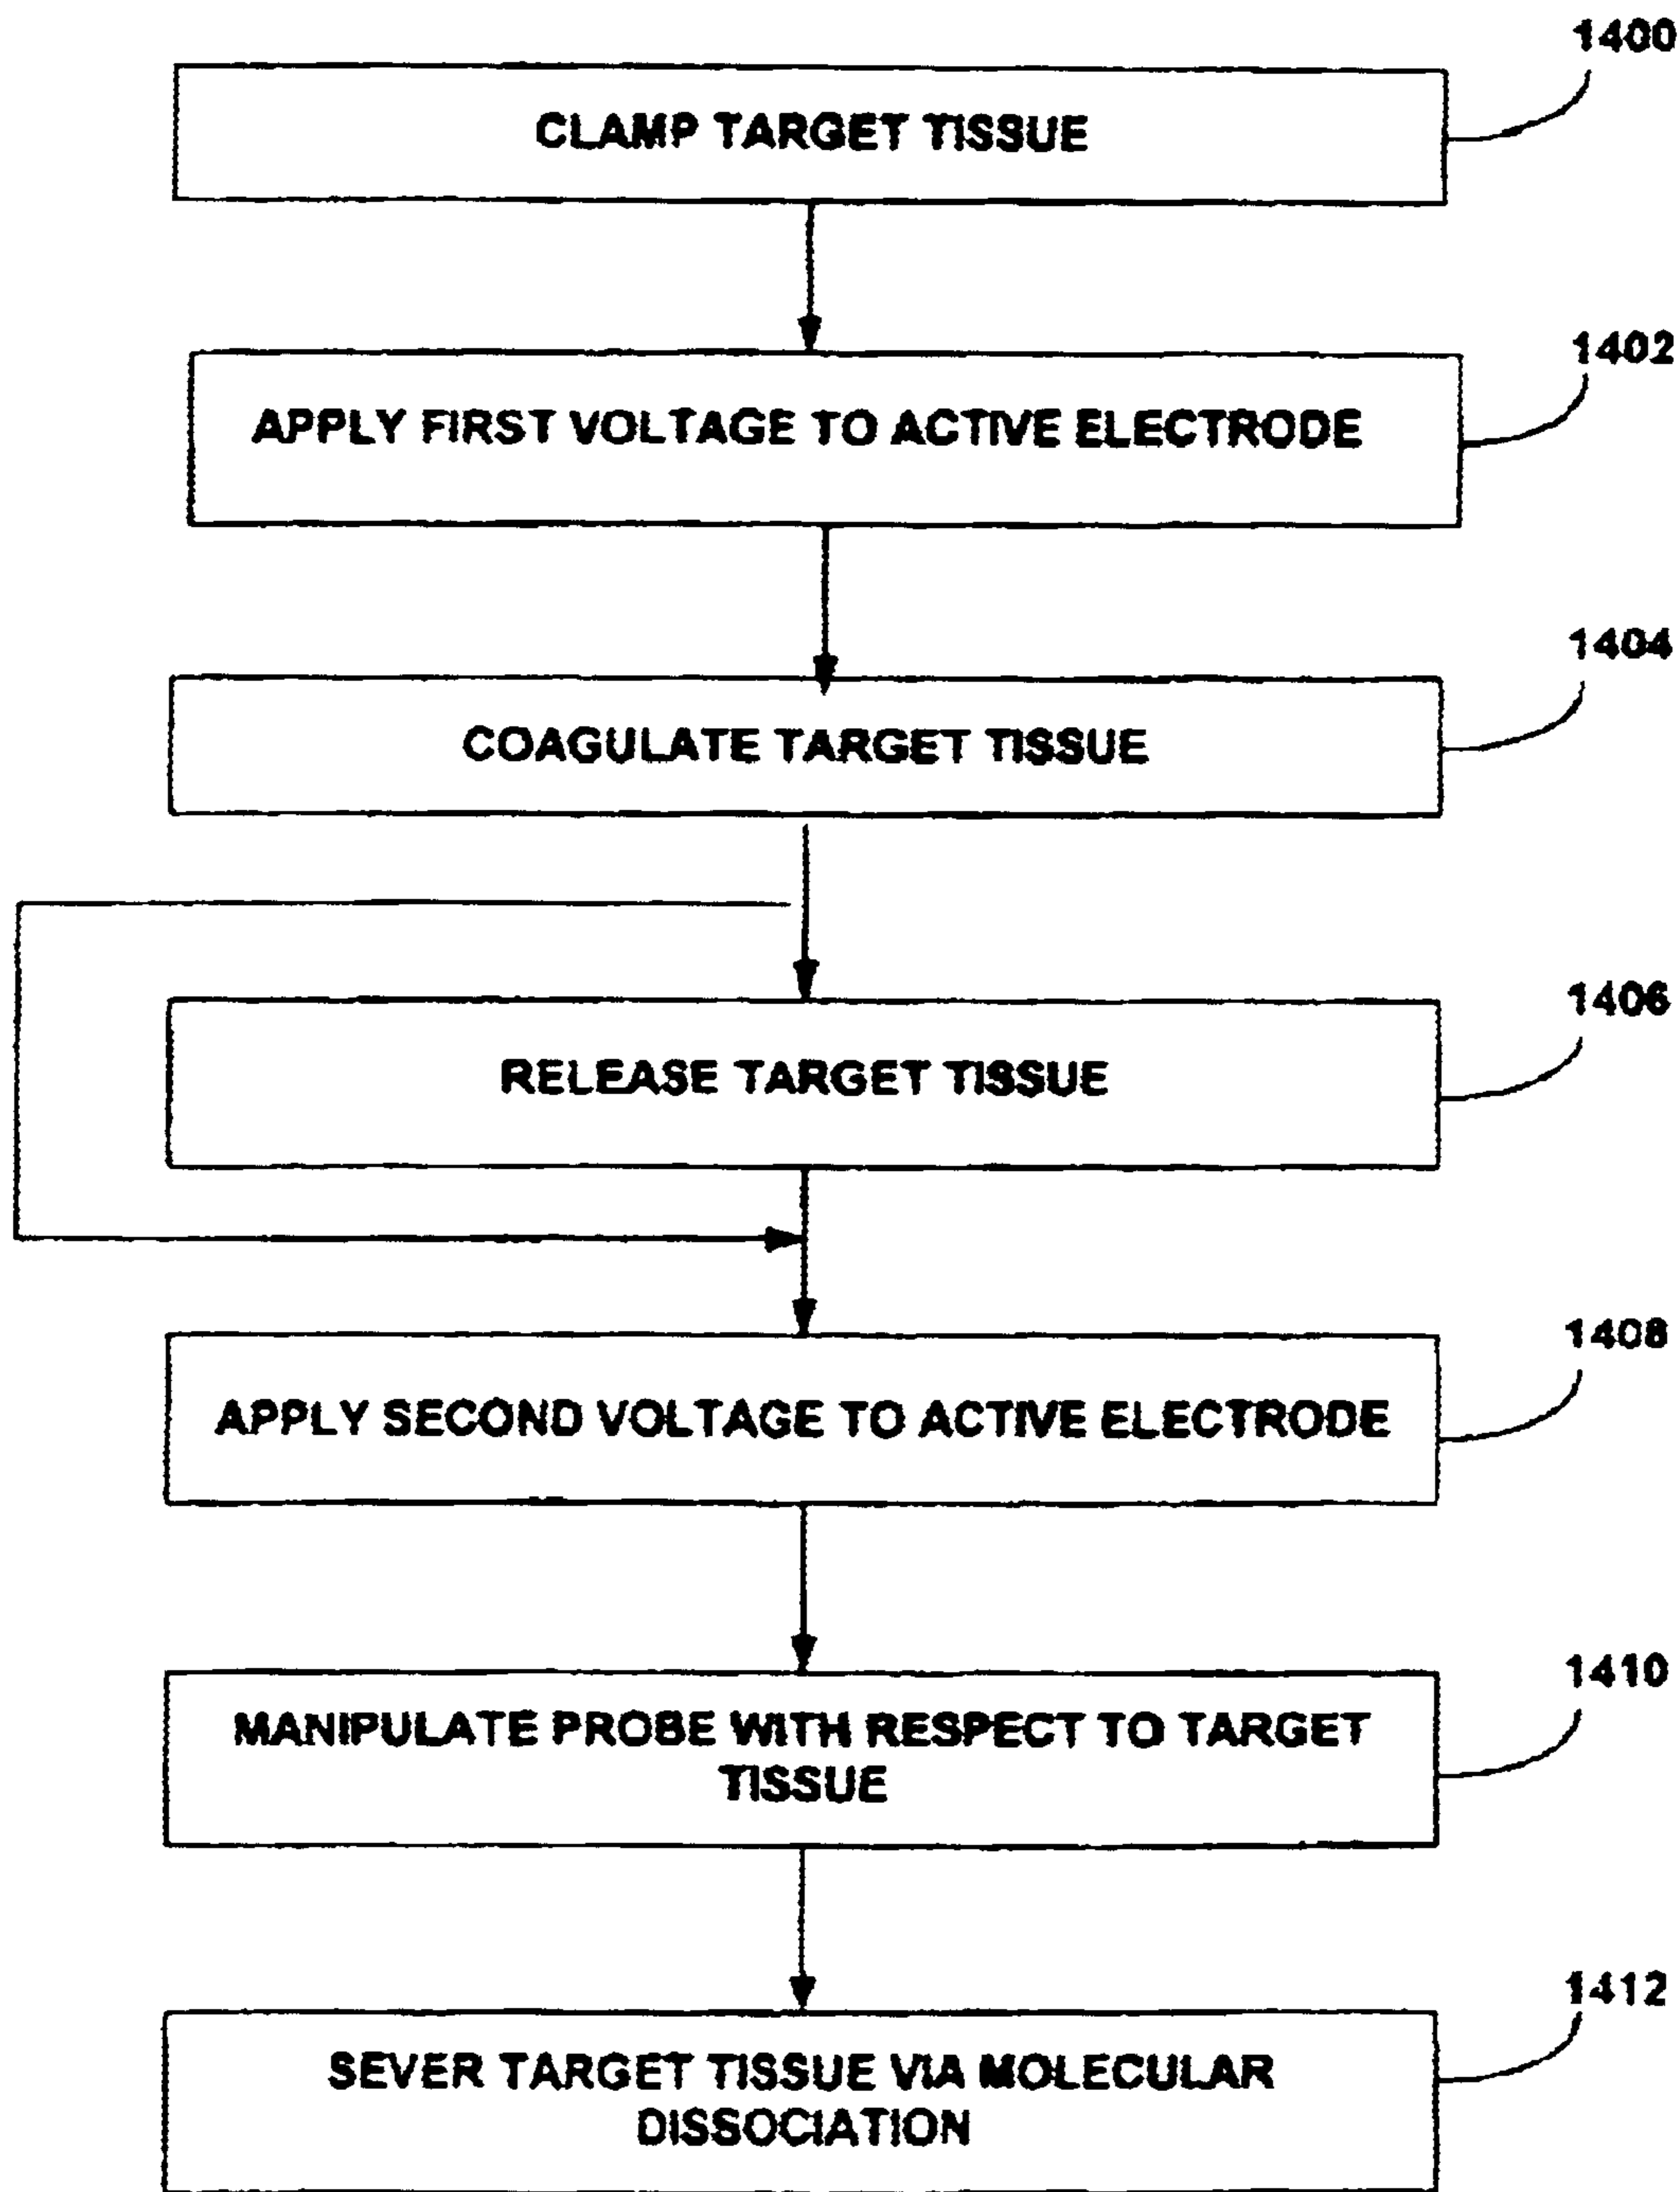 1400
CLAMP TARGET TISSUE
1402
APPLY FIRST VOLTAGE TO ACTIVE ELECTRODE
1404
COAGULATE TARGET TISSUE
1406
RELEASE TARGET TISSUE
1408
APPLY SECOND VOLTAGE TO ACTIVE ELECTRODE
1410
MANIPULATE PROBE WITH RESPECT TO TARGET
TISSUE
1412
SEVER TARGET TISSUE VIA MOLECULAR
DISSOCIATION